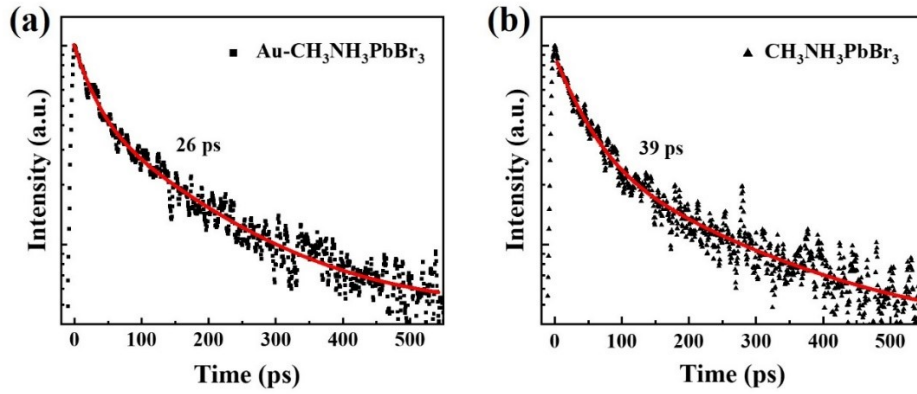 (a)
Au-CH₃NH₃PbBr₃
26 ps
Intensity (a.u.)
0 100 200 300 400 500
Time (ps)
(b)
CH₃NH₃PbBr₃
39 ps
Intensity (a.u.)
0 100 200 300 400 500
Time (ps)